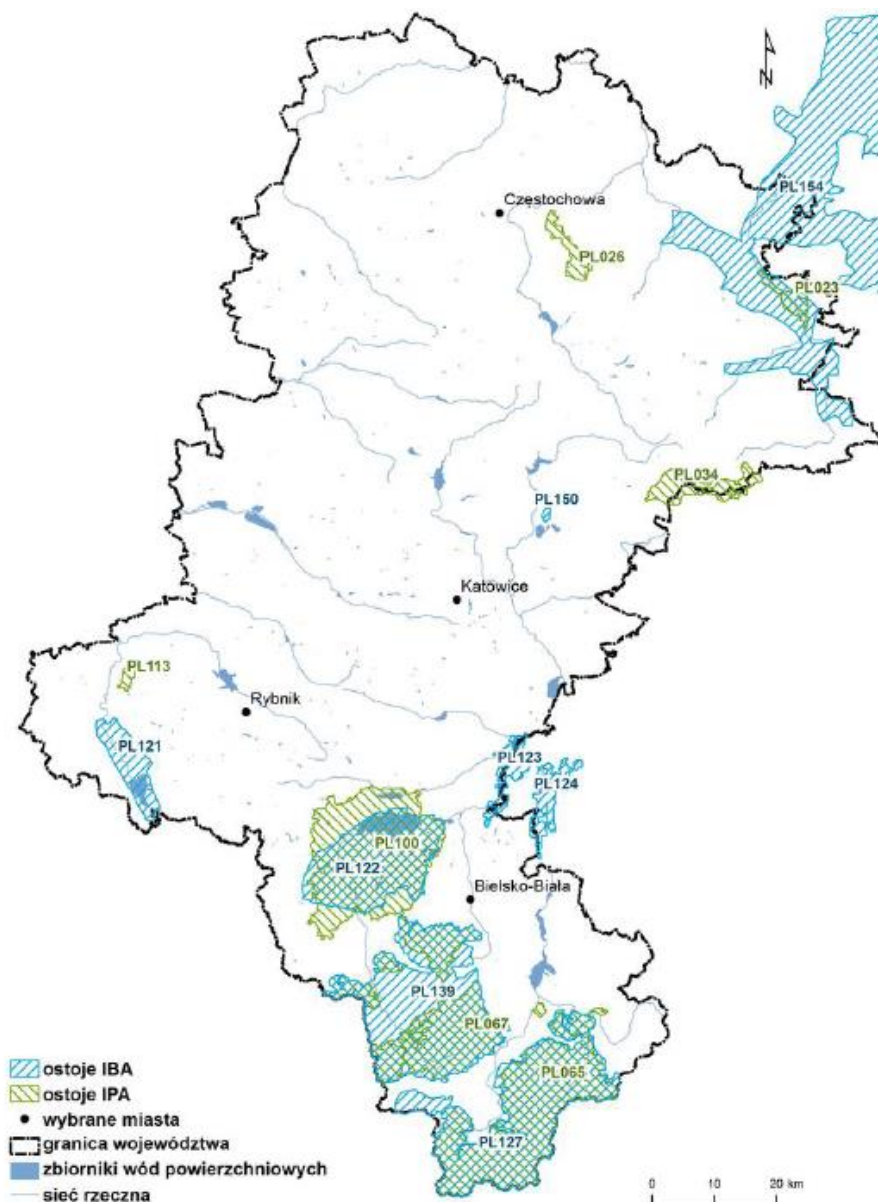 N
PL154
Częstochowa
PL026
PL023
PL034
PL150
Katowice
PL113
Rybnik
PL121
PL123
PL124
PL100
PL122
Bielsko-Biała
PL139
PL067
PL065
PL127
ostoje IBA
ostoje IPA
wybrane miasta
granica województwa
zbiorniki wód powierzchniowych
sieć rzeczna
0 10 20 km